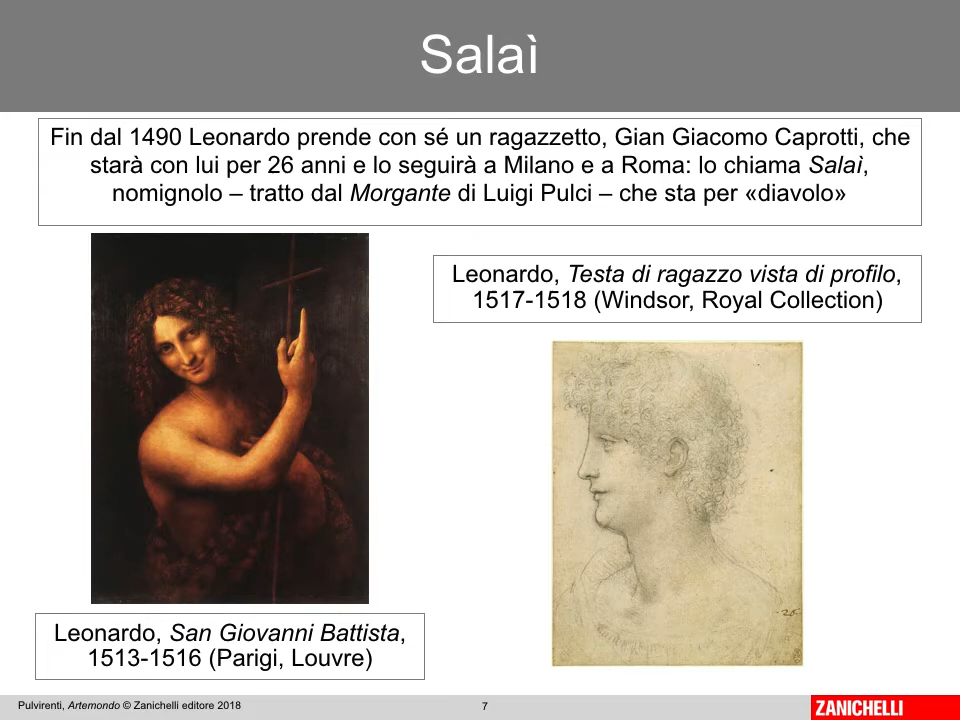 Salaì
Fin dal 1490 Leonardo prende con sé un ragazzetto, Gian Giacomo Caprotti, che
starà con lui per 26 anni e lo seguirà a Milano e a Roma: lo chiama Salaì,
nomignolo – tratto dal Morgante di Luigi Pulci – che sta per «diavolo»
Leonardo, Testa di ragazzo vista di profilo,
1517-1518 (Windsor, Royal Collection)
Leonardo, San Giovanni Battista,
1513-1516 (Parigi, Louvre)
Pulvirenti, Artemondo © Zanichelli editore 2018
7
ZANICHELLI